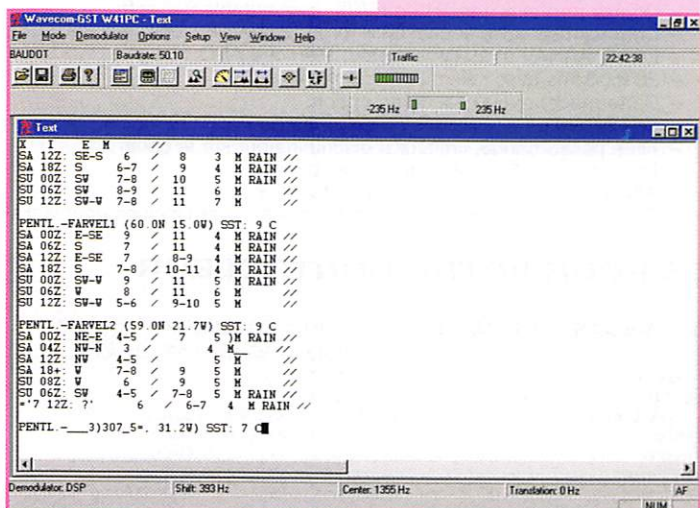 Wavecom-GST W41PC - Text
File Mode Demodulator Options Setup View Window Help
BAUDOT Baudrate: 50.10 Traffic 22:42:38
-235 Hz 235 Hz
Text
X I E M //
SA 12Z: SE-S 6 / 8 3 M RAIN //
SA 18Z: S 6-7 / 9 4 M RAIN //
SU 00Z: SW 7-8 / 10 5 M RAIN //
SU 06Z: SW 8-9 / 11 6 M //
SU 12Z: SW-W 7-8 / 11 7 M //
PENTL.-FARVEL1 (60.0N 15.0W) SST: 9 C
SA 00Z: E-SE 9 / 11 4 M RAIN //
SA 06Z: S 7 / 11 4 M RAIN //
SA 12Z: E-SE 7 / 8-9 4 M RAIN //
SA 18Z: S 7-8 / 10-11 4 M RAIN //
SU 00Z: SW-W 9 / 11 5 M RAIN //
SU 06Z: W 8 / 11 6 M //
SU 12Z: SW-W 5-6 / 9-10 5 M //
PENTL.-FARVEL2 (59.0N 21.7W) SST: 9 C
SA 00Z: NE-E 4-5 / 7 5 )M RAIN //
SA 04Z: NW-N 3 / 4 M__ //
SA 12Z: NW 4-5 / 5 M //
SA 18+: W 7-8 / 9 5 M //
SU 08Z: W 6 / 9 5 M //
SU 06Z: SW 4-5 / 7-8 5 M RAIN //
='7 12Z: ?' 6 / 6-7 4 M RAIN //
PENTL.-___3)307_5=, 31.2W) SST: 7 C
Demodulator: DSP Shift: 393 Hz Center: 1355 Hz Translation: 0 Hz AF
NUM